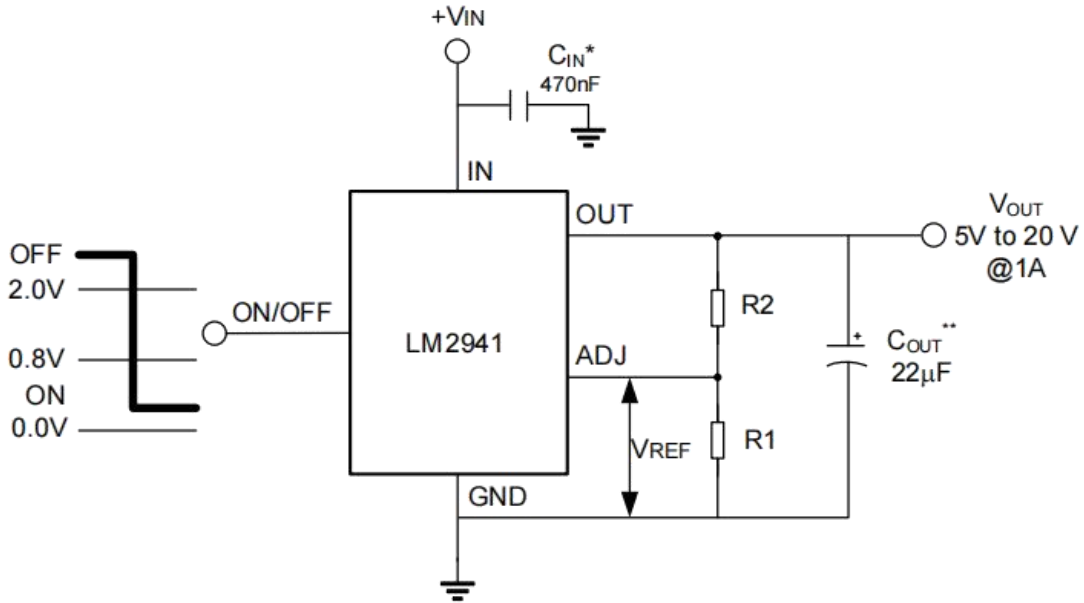 +VIN
CIN*
470nF
IN
OUT
VOUT
5V to 20 V
@1A
OFF
2.0V
ON/OFF
R2
LM2941
COUT**
22μF
0.8V
ADJ
ON
0.0V
VREF
R1
GND